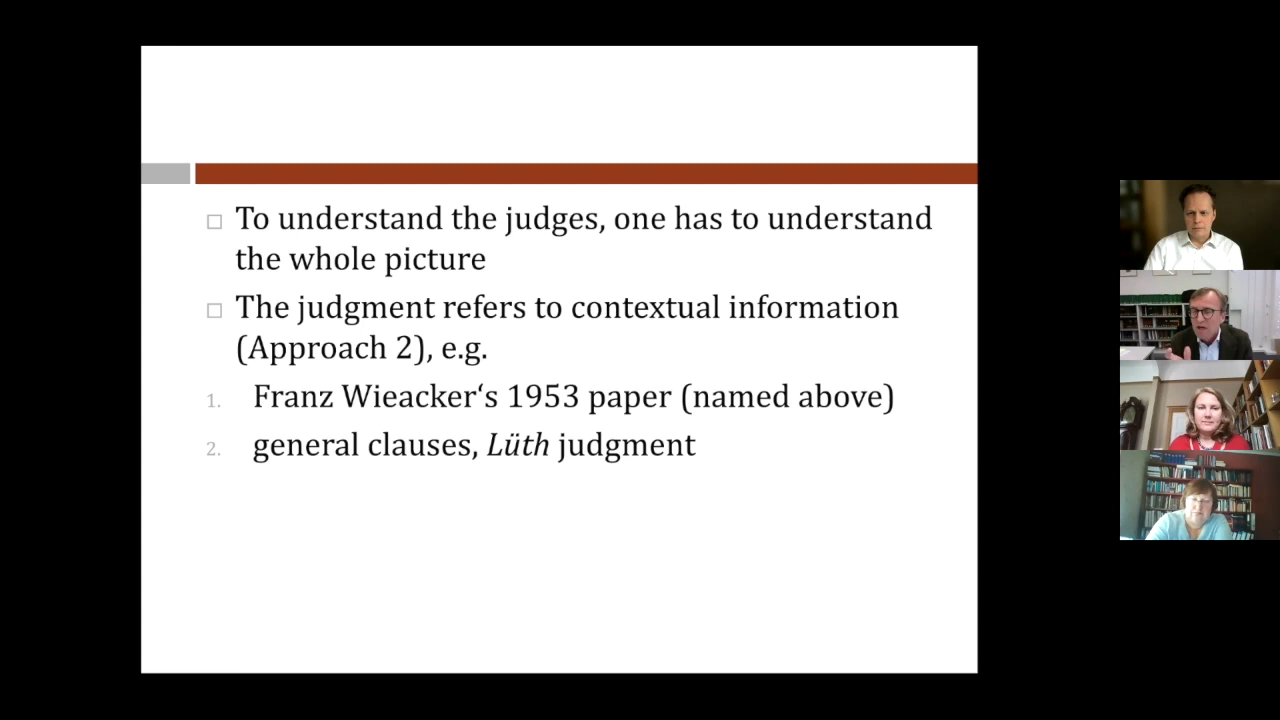 To understand the judges, one has to understand
the whole picture
The judgment refers to contextual information
(Approach 2), e.g.
1. Franz Wieacker‘s 1953 paper (named above)
2. general clauses, Lüth judgment